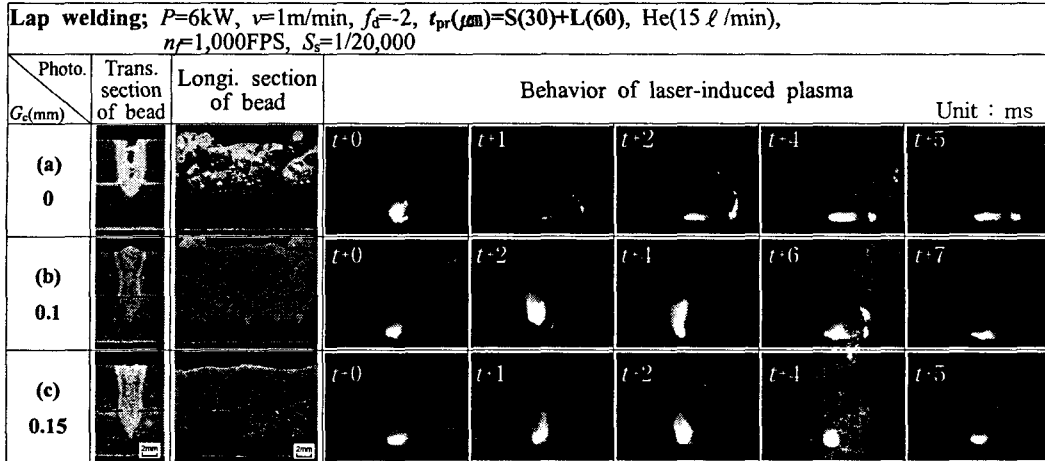 Lap welding; P=6kW, v=1m/min, fd=-2, tpr(㎛)=S(30)+L(60), He(15 ℓ/min),
nf=1,000FPS, Ss=1/20,000
Photo.
Gc(mm)
Trans. section of bead
Longi. section of bead
Behavior of laser-induced plasma
Unit : ms
(a)
0
t+0 t+1 t+2 t+4 t+5
(b)
0.1
t+0 t+2 t+4 t+6 t+7
(c)
0.15
t+0 t+1 t+2 t+4 t+5
2mm 2mm